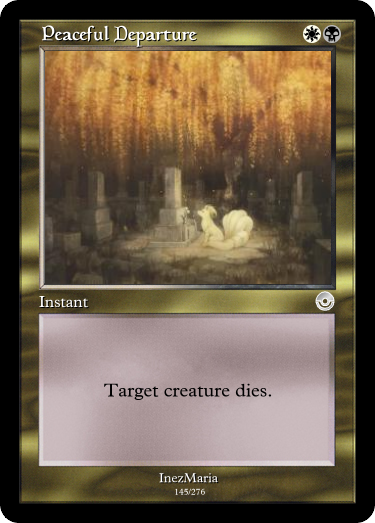 Peaceful Departure
Instant
Target creature dies.
InezMaria
145/276